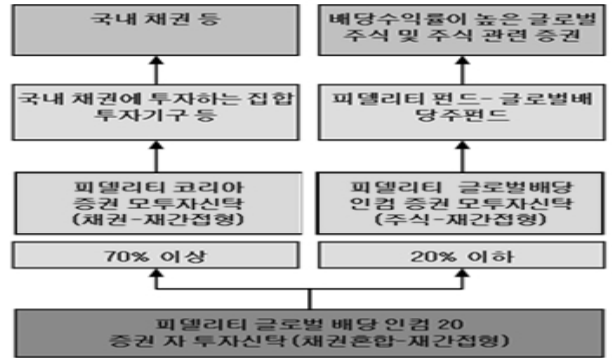 국내 채권 등
배당수익률이 높은 글로벌
주식 및 주식 관련 증권
국내 채권에 투자하는 집합
투자기구 등
피델리티 펀드- 글로벌배
당주펀드
피델리티 코리아
증권 모투자신탁
(채권-재간접형)
피델리티 글로벌배당
인컴 증권 모투자신탁
(주식-재간접형)
70% 이상
20% 이하
피델리티 글로벌 배당 인컴 20
증권 자 투자신탁(채권혼합-재간접형)